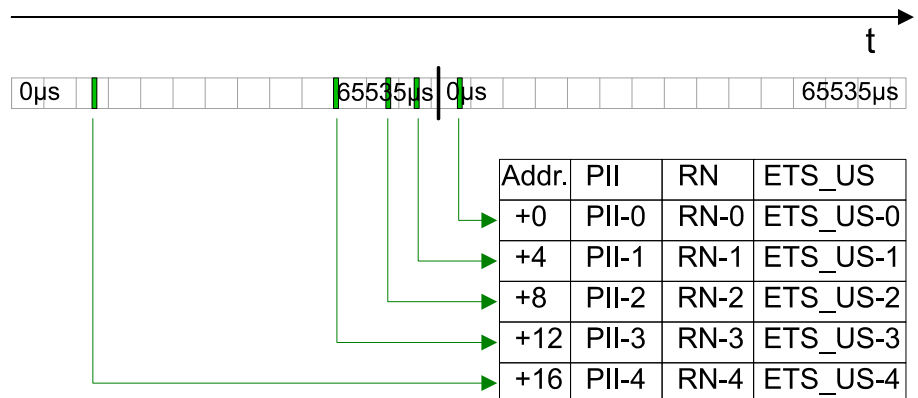 t
0µs 65535µs 0µs 65535µs
Addr. PII RN ETS_US
+0 PII-0 RN-0 ETS_US-0
+4 PII-1 RN-1 ETS_US-1
+8 PII-2 RN-2 ETS_US-2
+12 PII-3 RN-3 ETS_US-3
+16 PII-4 RN-4 ETS_US-4